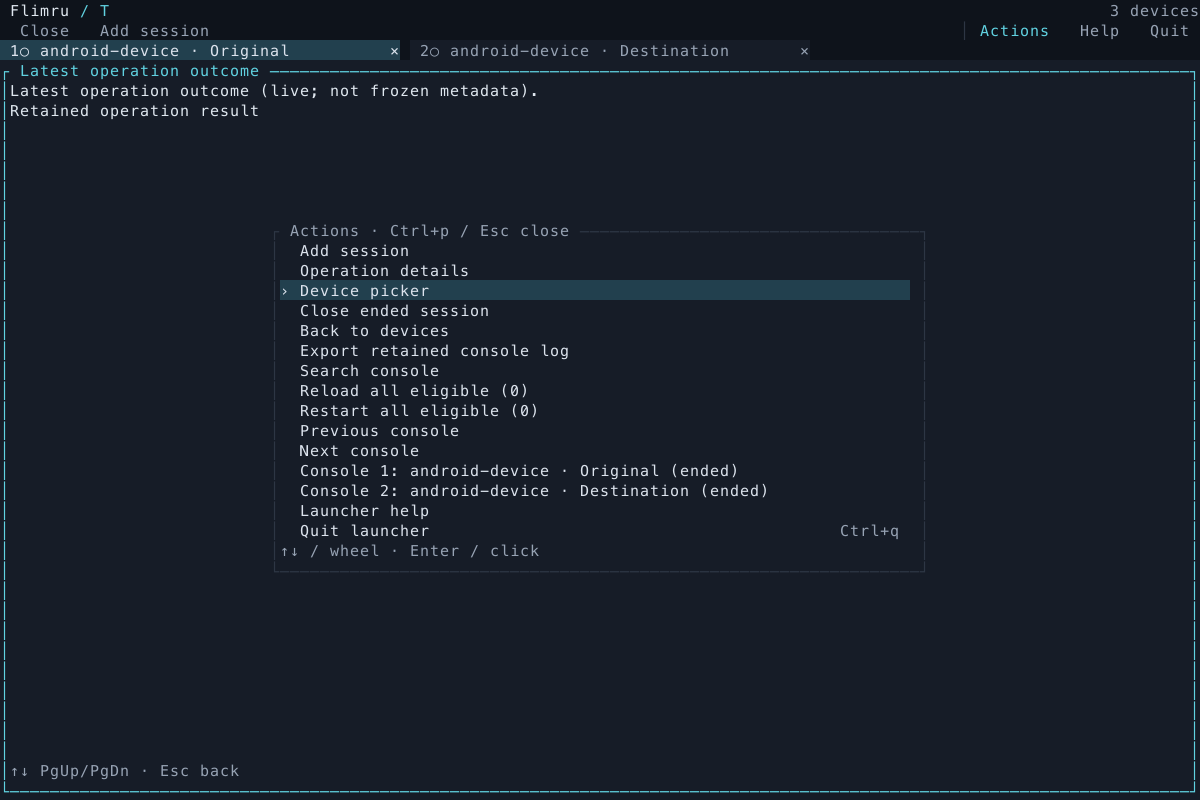 Flimru / T 3 devices
Close Add session Actions Help Quit
1○ android-device · Original × 2○ android-device · Destination ×
Latest operation outcome
Latest operation outcome (live; not frozen metadata).
Retained operation result
Actions · Ctrl+p / Esc close
Add session
Operation details
› Device picker
Close ended session
Back to devices
Export retained console log
Search console
Reload all eligible (0)
Restart all eligible (0)
Previous console
Next console
Console 1: android-device · Original (ended)
Console 2: android-device · Destination (ended)
Launcher help
Quit launcher Ctrl+q
↑↓ / wheel · Enter / click
↑↓ PgUp/PgDn · Esc back